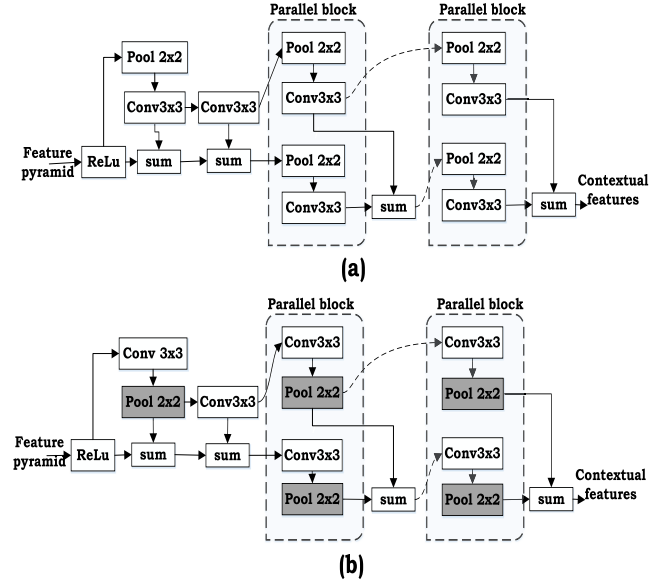 Parallel block
Parallel block
Pool 2x2
Pool 2x2
Pool 2x2
Conv3x3
Conv3x3
Conv3x3
Conv3x3
Feature
pyramid
ReLu
sum
sum
Pool 2x2
Pool 2x2
Conv3x3
sum
Conv3x3
sum
Contextual
features
(a)
Parallel block
Parallel block
Conv 3x3
Conv3x3
Conv3x3
Pool 2x2
Conv3x3
Pool 2x2
Pool 2x2
Feature
pyramid
ReLu
sum
sum
Conv3x3
Conv3x3
Pool 2x2
sum
Pool 2x2
sum
Contextual
features
(b)